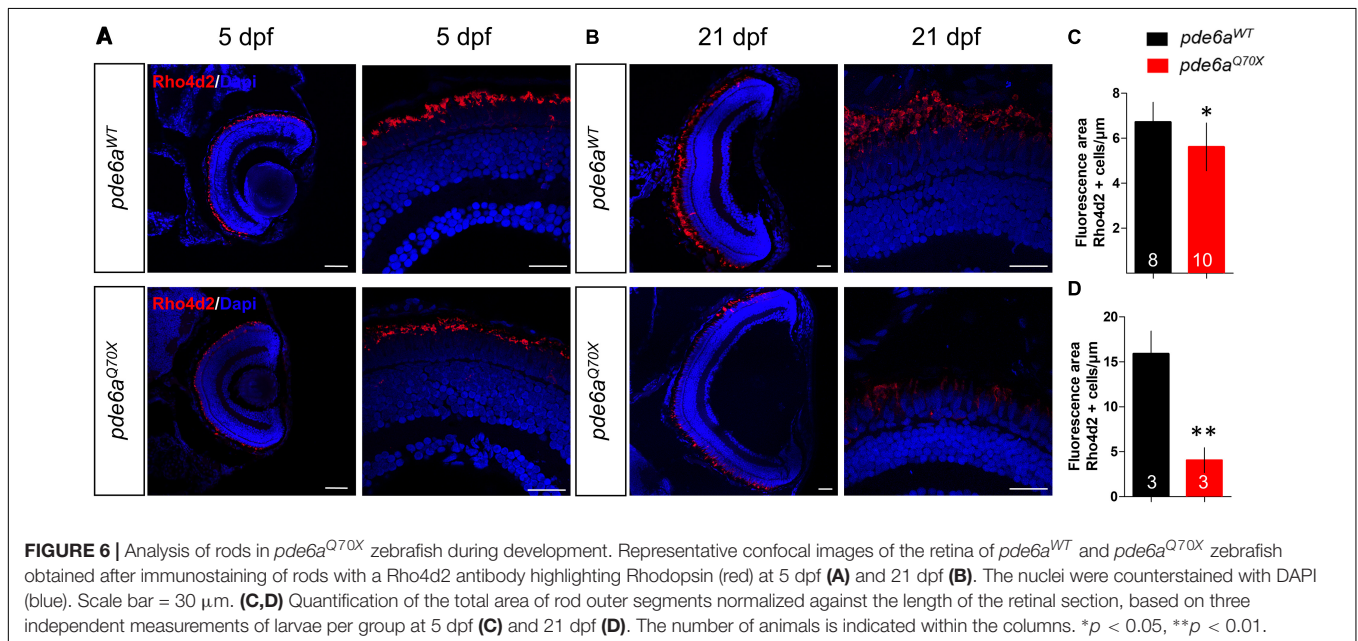 A 5 dpf 5 dpf B 21 dpf 21 dpf C
pde6a^WT
pde6a^Q70X
pde6a^WT
Rho4d2/Dapi
pde6a^WT
pde6a^Q70X
Rho4d2/Dapi
pde6a^Q70X
Fluorescence area
Rho4d2 + cells/µm
8
6
4
2
*
8 10
D
Fluorescence area
Rho4d2 + cells/µm
20
15
10
5
0
**
3 3
FIGURE 6 | Analysis of rods in pde6a^Q70X zebrafish during development. Representative confocal images of the retina of pde6a^WT and pde6a^Q70X zebrafish
obtained after immunostaining of rods with a Rho4d2 antibody highlighting Rhodopsin (red) at 5 dpf (A) and 21 dpf (B). The nuclei were counterstained with DAPI
(blue). Scale bar = 30 μm. (C,D) Quantification of the total area of rod outer segments normalized against the length of the retinal section, based on three
independent measurements of larvae per group at 5 dpf (C) and 21 dpf (D). The number of animals is indicated within the columns. *p < 0.05, **p < 0.01.